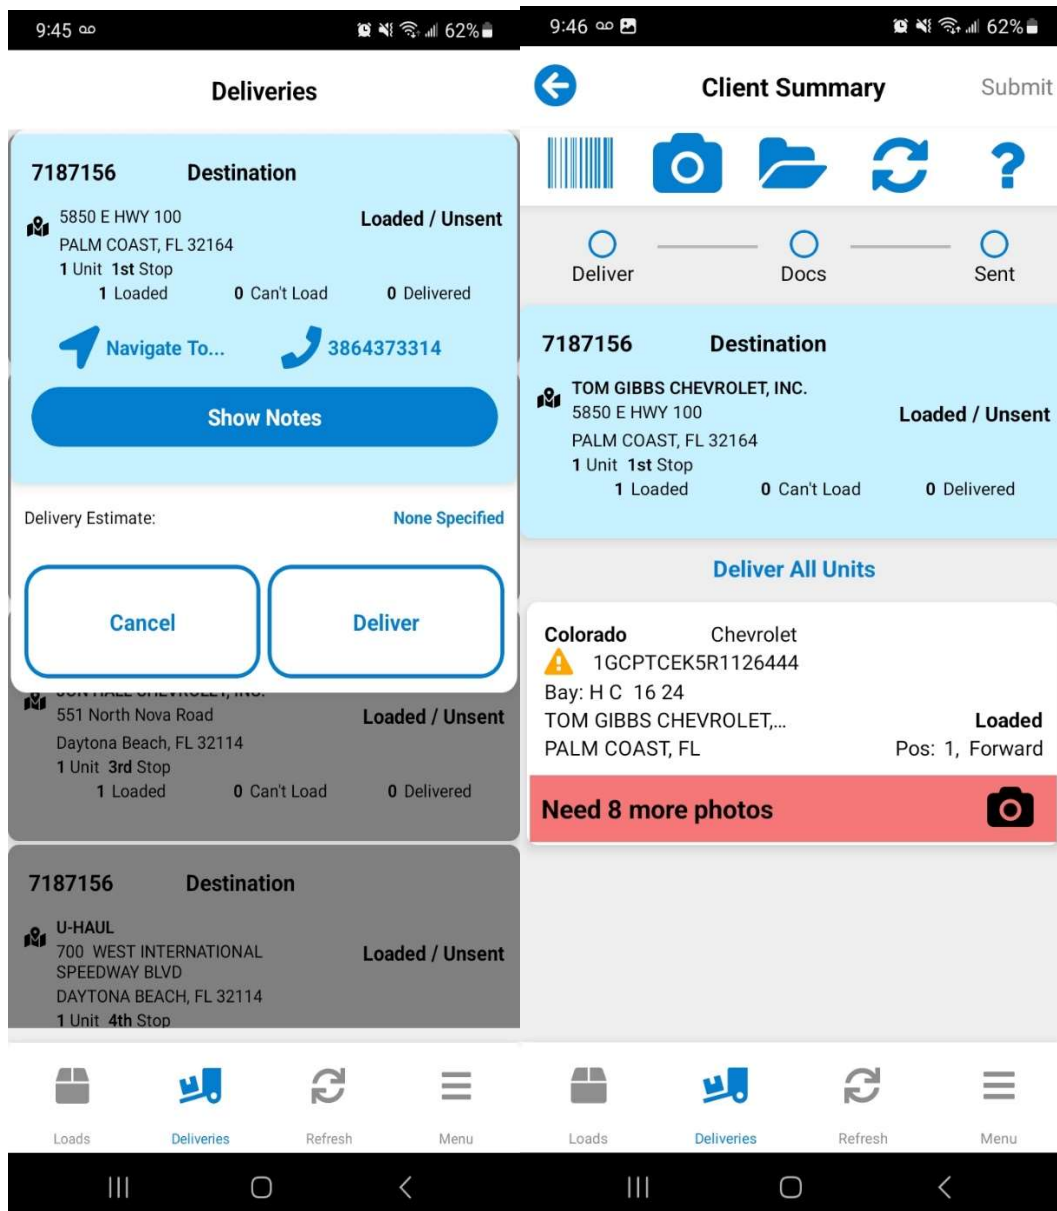 9:45
62%
Deliveries
7187156 Destination
5850 E HWY 100
Loaded / Unsent
PALM COAST, FL 32164
1 Unit 1st Stop
1 Loaded 0 Can't Load 0 Delivered
Navigate To... 3864373314
Show Notes
Delivery Estimate: None Specified
Cancel Deliver
JON HALL CHEVROLET, INC.
551 North Nova Road
Loaded / Unsent
Daytona Beach, FL 32114
1 Unit 3rd Stop
1 Loaded 0 Can't Load 0 Delivered
7187156 Destination
U-HAUL
700 WEST INTERNATIONAL
SPEEDWAY BLVD
Loaded / Unsent
DAYTONA BEACH, FL 32114
1 Unit 4th Stop
Loads Deliveries Refresh Menu
9:46
62%
Client Summary Submit
?
Deliver Docs Sent
7187156 Destination
TOM GIBBS CHEVROLET, INC.
5850 E HWY 100
Loaded / Unsent
PALM COAST, FL 32164
1 Unit 1st Stop
1 Loaded 0 Can't Load 0 Delivered
Deliver All Units
Colorado Chevrolet
1GCPTCEK5R1126444
Bay: H C 16 24
TOM GIBBS CHEVROLET,... Loaded
PALM COAST, FL Pos: 1, Forward
Need 8 more photos
Loads Deliveries Refresh Menu